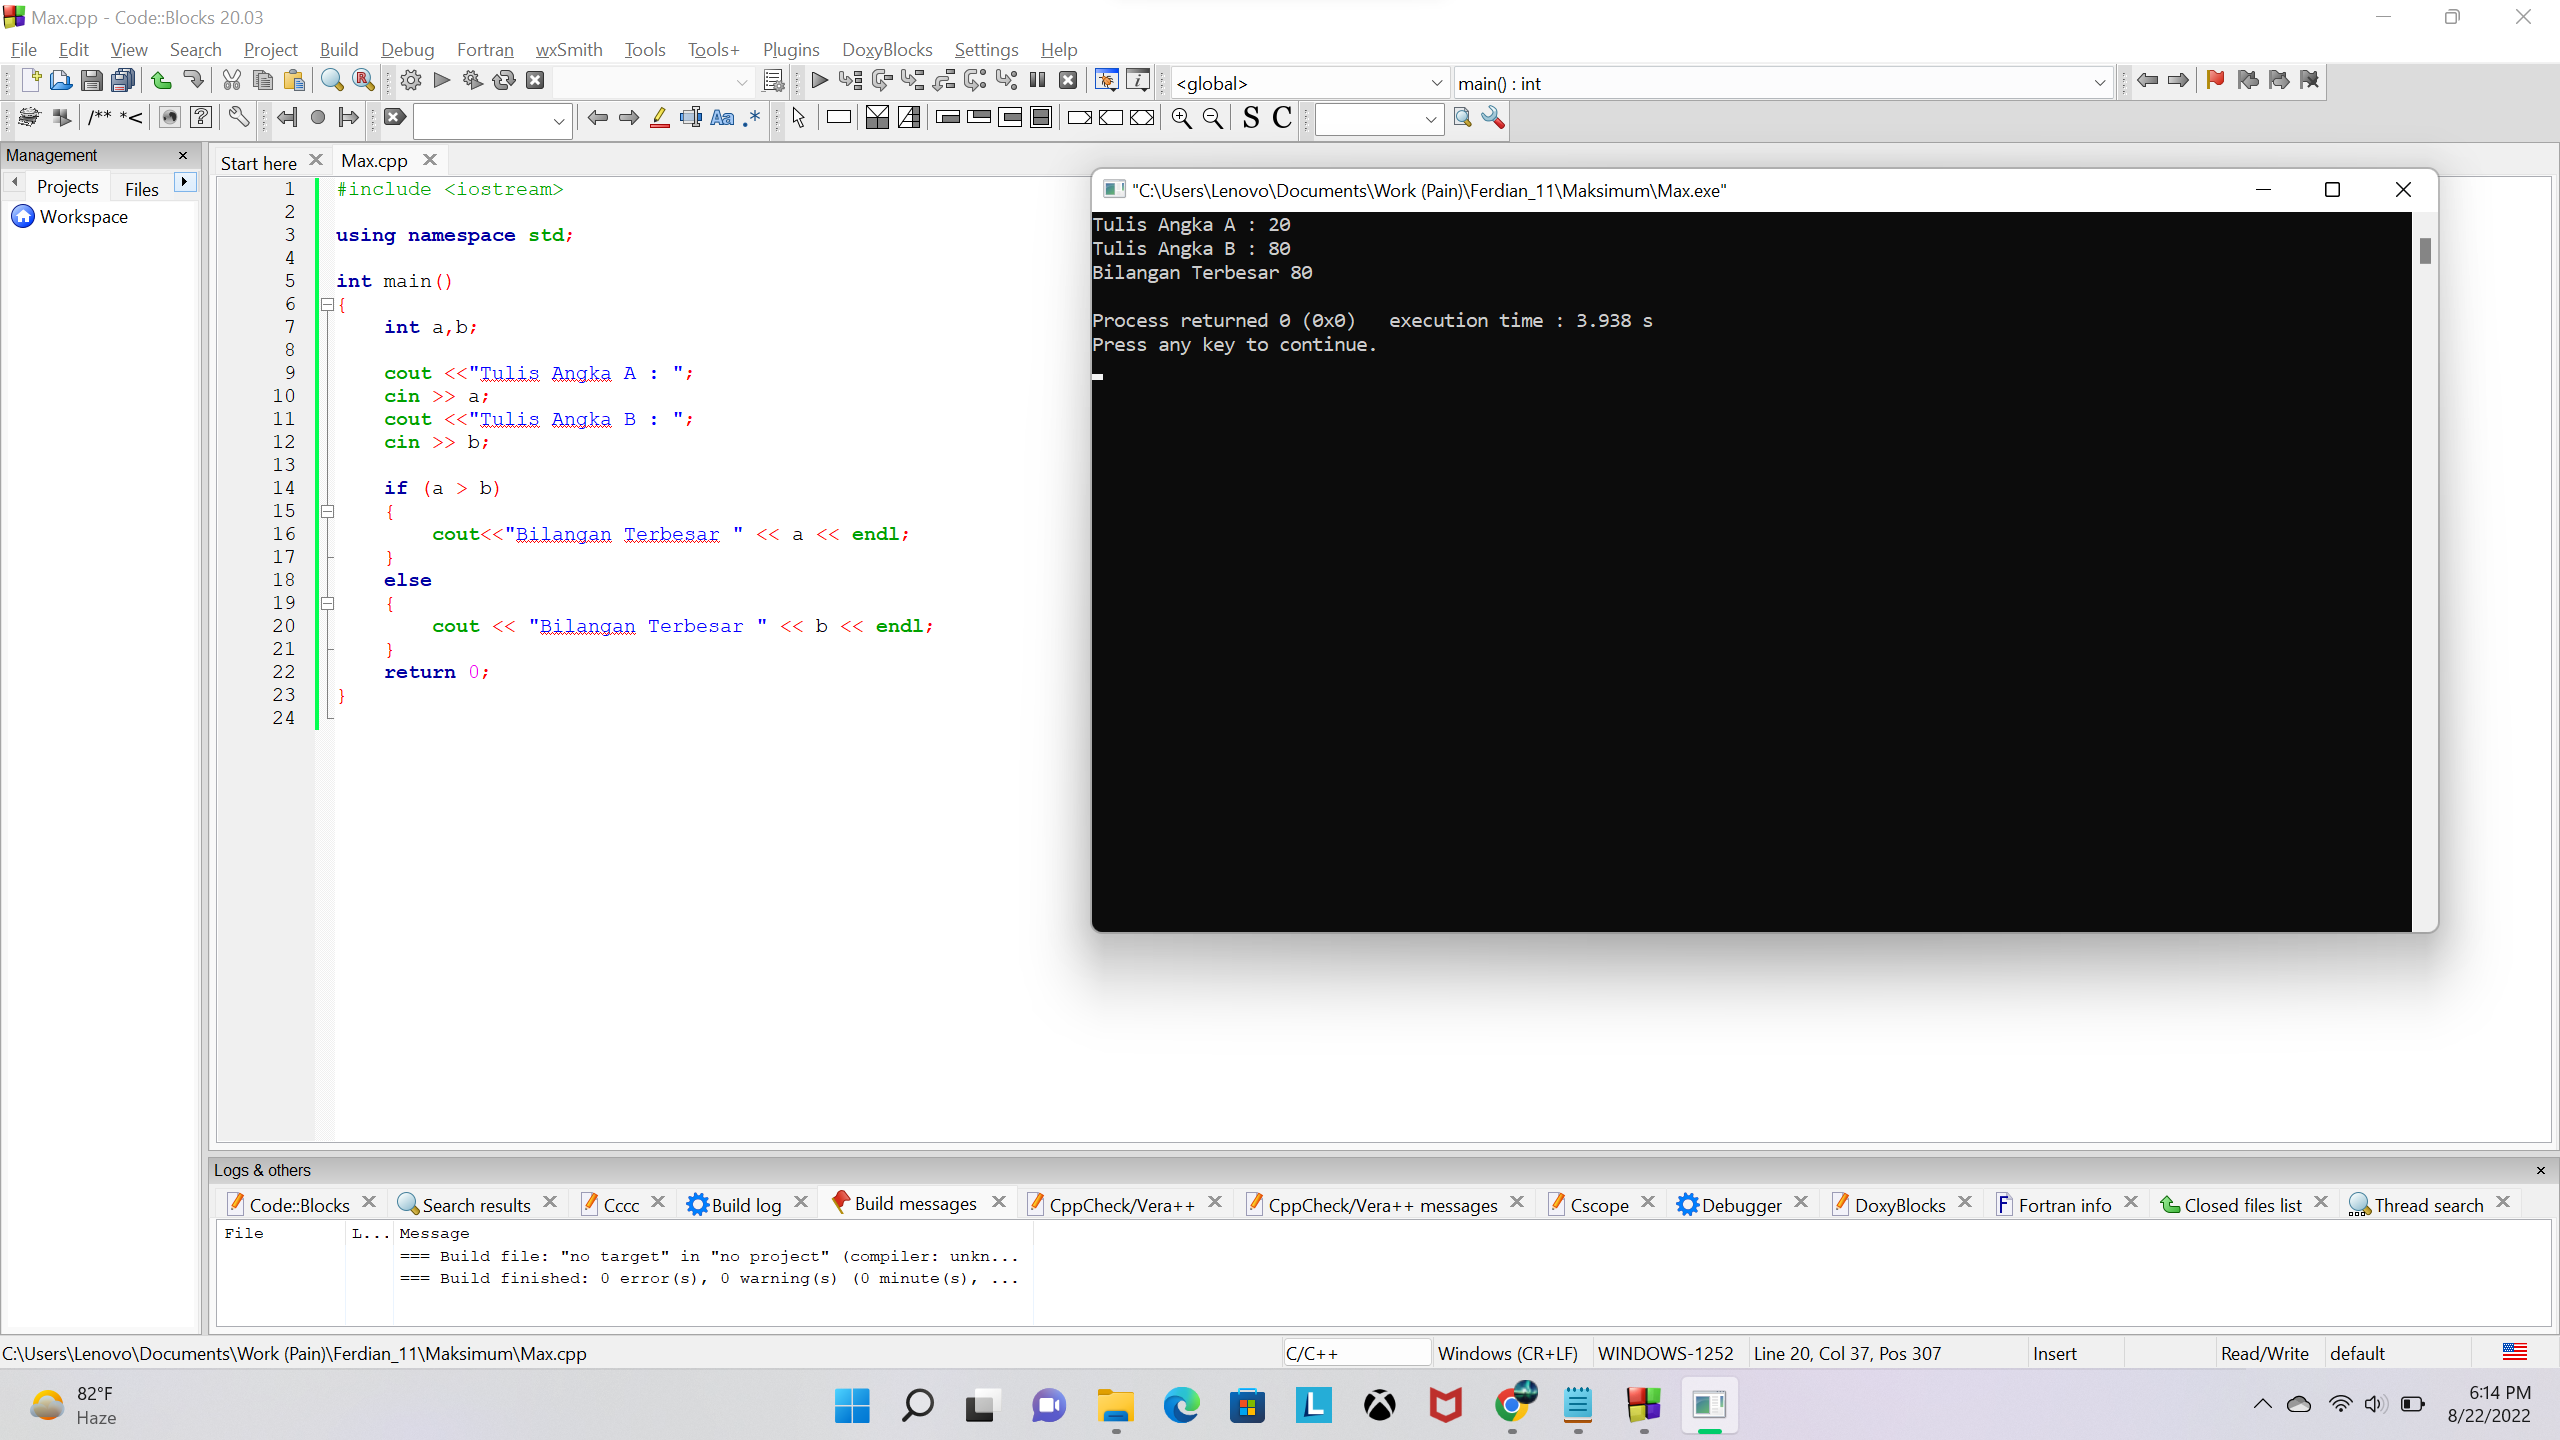 Max.cpp - Code::Blocks 20.03
File Edit View Search Project Build Debug Fortran wxSmith Tools Tools+ Plugins DoxyBlocks Settings Help
<global> main() : int
/** *< Aa .* S C
Management
Projects Files
Workspace
Start here Max.cpp
1 #include <iostream>
2
3 using namespace std;
4
5 int main()
6 {
7 int a,b;
8
9 cout <<"Tulis Angka A : ";
10 cin >> a;
11 cout <<"Tulis Angka B : ";
12 cin >> b;
13
14 if (a > b)
15 {
16 cout<<"Bilangan Terbesar " << a << endl;
17 }
18 else
19 {
20 cout << "Bilangan Terbesar " << b << endl;
21 }
22 return 0;
23 }
24
"C:\Users\Lenovo\Documents\Work (Pain)\Ferdian_11\Maksimum\Max.exe"
Tulis Angka A : 20
Tulis Angka B : 80
Bilangan Terbesar 80
Process returned 0 (0x0) execution time : 3.938 s
Press any key to continue.
Logs & others
Code::Blocks Search results Cccc Build log Build messages CppCheck/Vera++ CppCheck/Vera++ messages Cscope Debugger DoxyBlocks Fortran info Closed files list Thread search
File L... Message
=== Build file: "no target" in "no project" (compiler: unkn...
=== Build finished: 0 error(s), 0 warning(s) (0 minute(s), ...
C:\Users\Lenovo\Documents\Work (Pain)\Ferdian_11\Maksimum\Max.cpp C/C++ Windows (CR+LF) WINDOWS-1252 Line 20, Col 37, Pos 307 Insert Read/Write default
82°F
Haze
6:14 PM
8/22/2022